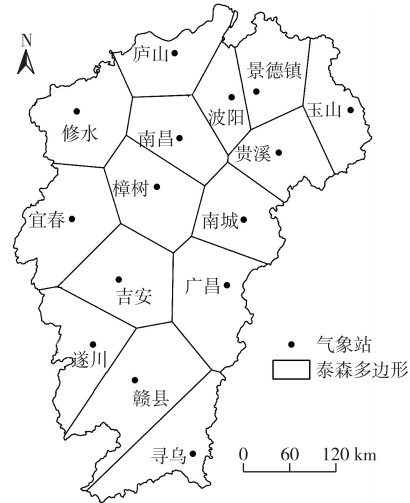 N
庐山
景德镇
玉山
波阳
修水
南昌
贵溪
樟树
宜春
南城
吉安
广昌
遂川
赣县
寻乌
气象站
泰森多边形
0 60 120 km